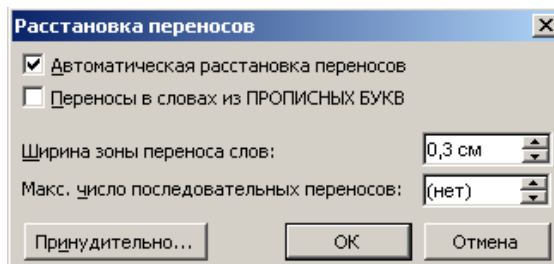 Расстановка переносов
Автоматическая расстановка переносов
Переносы в словах из ПРОПИСНЫХ БУКВ
Ширина зоны переноса слов: 0,3 см
Макс. число последовательных переносов: (нет)
Принудительно... ОК Отмена